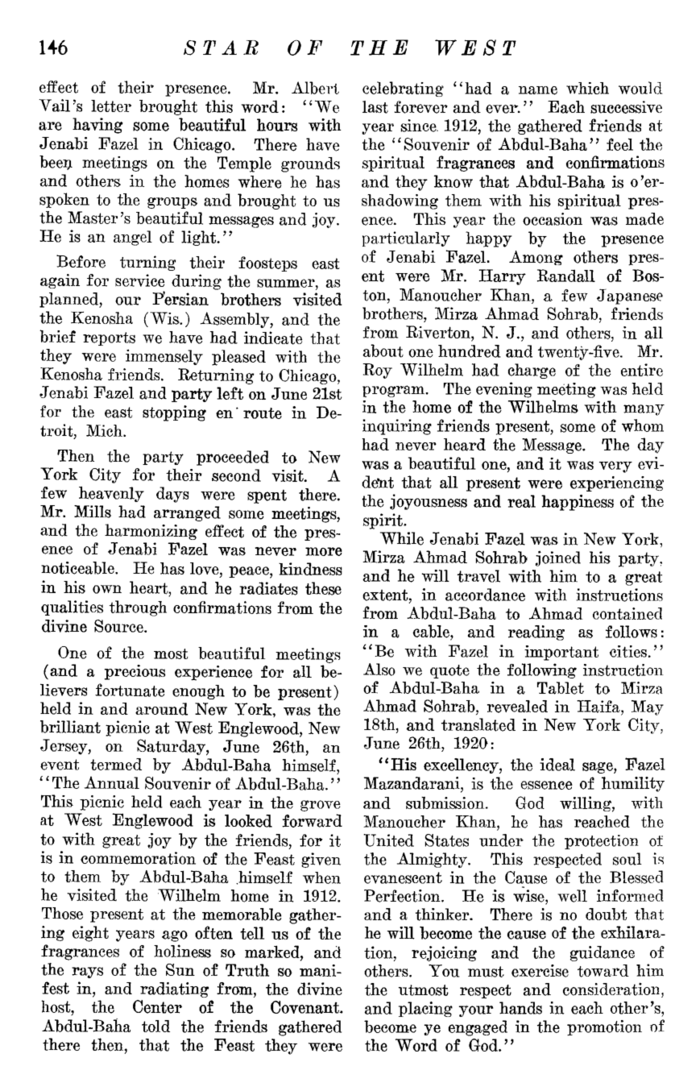 146
STAR OF THE WEST
effect of their presence. Mr. Albert
Vail's letter brought this word: "We
are having some beautiful hours with
Jenabi Fazel in Chicago. There have
been meetings on the Temple grounds
and others in the homes where he has
spoken to the groups and brought to us
the Master's beautiful messages and joy.
He is an angel of light."
Before turning their foosteps east
again for service during the summer, as
planned, our Persian brothers visited
the Kenosha (Wis.) Assembly, and the
brief reports we have had indicate that
they were immensely pleased with the
Kenosha friends. Returning to Chicago,
Jenabi Fazel and party left on June 21st
for the east stopping en route in De-
troit, Mich.
Then the party proceeded to New
York City for their second visit. A
few heavenly days were spent there.
Mr. Mills had arranged some meetings,
and the harmonizing effect of the pres-
ence of Jenabi Fazel was never more
noticeable. He has love, peace, kindness
in his own heart, and he radiates these
qualities through confirmations from the
divine Source.
One of the most beautiful meetings
(and a precious experience for all be-
lievers fortunate enough to be present)
held in and around New York, was the
brilliant picnic at West Englewood, New
Jersey, on Saturday, June 26th, an
event termed by Abdul-Baha himself,
"The Annual Souvenir of Abdul-Baha."
This picnic held each year in the grove
at West Englewood is looked forward
to with great joy by the friends, for it
is in commemoration of the Feast given
to them by Abdul-Baha himself when
he visited the Wilhelm home in 1912.
Those present at the memorable gather-
ing eight years ago often tell us of the
fragrances of holiness so marked, and
the rays of the Sun of Truth so mani-
fest in, and radiating from, the divine
host, the Center of the Covenant.
Abdul-Baha told the friends gathered
there then, that the Feast they were
celebrating "had a name which would
last forever and ever." Each successive
year since 1912, the gathered friends at
the "Souvenir of Abdul-Baha" feel the
spiritual fragrances and confirmations
and they know that Abdul-Baha is o'er-
shadowing them with his spiritual pres-
ence. This year the occasion was made
particularly happy by the presence
of Jenabi Fazel. Among others pres-
ent were Mr. Harry Randall of Bos-
ton, Manoucher Khan, a few Japanese
brothers, Mirza Ahmad Sohrab, friends
from Riverton, N. J., and others, in all
about one hundred and twenty-five. Mr.
Roy Wilhelm had charge of the entire
program. The evening meeting was held
in the home of the Wilhelms with many
inquiring friends present, some of whom
had never heard the Message. The day
was a beautiful one, and it was very evi-
dent that all present were experiencing
the joyousness and real happiness of the
spirit.
While Jenabi Fazel was in New York,
Mirza Ahmad Sohrab joined his party,
and he will travel with him to a great
extent, in accordance with instructions
from Abdul-Baha to Ahmad contained
in a cable, and reading as follows:
"Be with Fazel in important cities."
Also we quote the following instruction
of Abdul-Baha in a Tablet to Mirza
Ahmad Sohrab, revealed in Haifa, May
18th, and translated in New York City,
June 26th, 1920:
"His excellency, the ideal sage, Fazel
Mazandarani, is the essence of humility
and submission. God willing, with
Manoucher Khan, he has reached the
United States under the protection of
the Almighty. This respected soul is
evanescent in the Cause of the Blessed
Perfection. He is wise, well informed
and a thinker. There is no doubt that
he will become the cause of the exhilara-
tion, rejoicing and the guidance of
others. You must exercise toward him
the utmost respect and consideration,
and placing your hands in each other's,
become ye engaged in the promotion of
the Word of God."